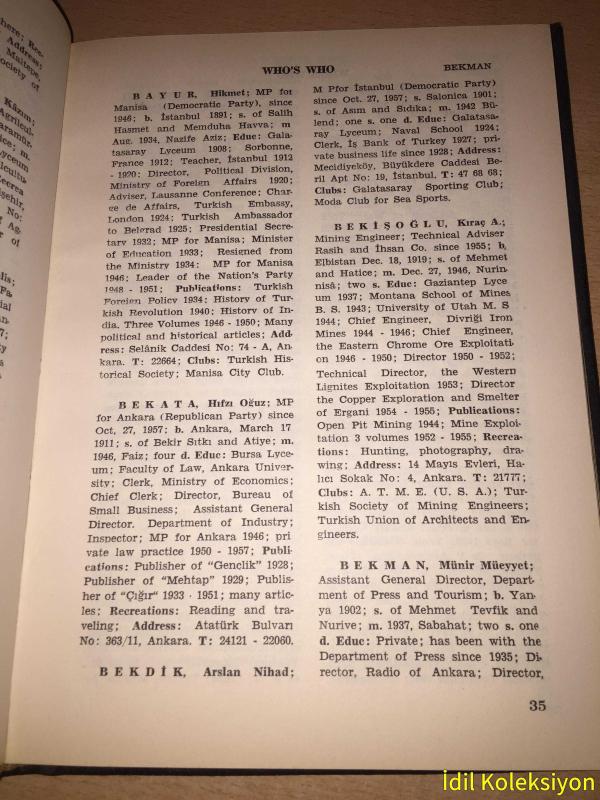 here; Rec-
Address;
Maltepe,
Society of
Kâzım;
Agricul-
WHO'S WHO
BEKMAN
BAYUR, Hikmet; MP for
Manisa (Democratic Party), since
1946; b. İstanbul 1891; s. of Salih
Hasmet and Memduha Havva; m
Aug. 1934, Nazife Aziz; Educ: Gala-
tasaray Lyceum 1908; Sorbonne,
France 1912; Teacher, İstanbul 1912
- 1920; Director, Political Division,
Ministry of Foreign Affairs 1920;
Adviser, Lausanne Conference: Char-
ge de Affairs, Turkish Embassy,
London 1924; Turkish Ambassador
to Belgrad 1925; Presidential Secre-
tary 1932; MP for Manisa; Minister
of Education 1933; Resigned from
the Ministry 1934: MP for Manisa
1946; Leader of the Nation's Party
1948 - 1951; Publications: Turkish
Foreign Policy 1934; History of Tur-
kish Revolution 1940; History of In-
dia. Three Volumes 1946 - 1950; Many
political and historical articles; Add-
ress: Selânik Caddesi No: 74 - A, An-
kara. T: 22664; Clubs: Turkish His-
torical Society; Manisa City Club.
BEKATA, Hıfzı Oğuz; MP
for Ankara (Republican Party) since
Oct, 27, 1957; b. Ankara, March 17
1911; s. of Bekir Sıtkı and Atiye; m.
1946, Faiz; four d. Educ: Bursa Lyce-
um; Faculty of Law, Ankara Univer-
sity; Clerk, Ministry of Economics;
Chief Clerk; Director, Bureau of
Small Business; Assistant General
Director. Department of Industry;
Inspector; MP for Ankara 1946; pri
vate law practice 1950 - 1957; Publi-
cations: Publisher of "Genclik" 1928;
Publisher of "Mehtap" 1929; Publis-
her of "Çığır" 1933 - 1951; many artic-
les; Recreations: Reading and tra-
veling; Address: Atatürk Bulvarı
No: 363/11, Ankara. T: 24121 - 22060.
BEKDİK, Arslan Nihad;
M Pfor İstanbul (Democratic Party)
since Oct. 27, 1957; s. Salonica 1901;
s. of Asım and Sıdıka; m. 1942 Bü-
lend; one s. one d. Educ: Galatasa-
ray Lyceum; Naval School 1924;
Clerk, İş Bank of Turkey 1927; pri-
vate business life since 1928; Address:
Mecidiyeköy, Büyükdere Caddesi Be-
ril Apt No: 19, İstanbul. T: 47 68 68;
Clubs: Galatasaray Sporting Club;
Moda Club for Sea Sports.
BEKİŞOĞLU, Kıraç A.;
Mining Engineer; Technical Adviser
Rasih and İhsan Co. since 1955; b,
Elbistan Dec. 18, 1919; s. of Mehmet
and Hatice; m. Dec. 27, 1946, Nurin-
nisâ; two s. Educ: Gaziantep Lyce
um 1937; Montana School of Mines
B. S. 1943; University of Utah M. S
1944; Chief Engineer, Divriği Iron
Mines 1944 - 1946; Chief Engineer,
the Eastern Chrome Ore Exploitati-
on 1946 - 1950; Director 1950 - 1952;
Technical Director, the Western
Lignites Exploitation 1953; Director
the Copper Exploration and Smelter
of Ergani 1954 - 1955; Publications:
Open Pit Mining 1944; Mine Exploi-
tation 3 volumes 1952 - 1955; Recrea-
tions: Hunting, photography, dra-
wing; Address: 14 Mayıs Evleri, Ha-
lıcı Sokak No: 4, Ankara. T: 21777;
Clubs: A. T. M. E. (U. S. A.); Tur-
kish Society of Mining Engineers;
Turkish Union of Architects and En-
gineers.
BEKMAN, Münir Müeyyet;
Assistant General Director, Depart-
ment of Press and Tourism; b. Yan-
ya 1902; s. of Mehmet Tevfik and
Nurive; m. 1937, Sabahat; two s. one
d. Educ: Private; has been with the
Department of Press since 1935; Di-
rector, Radio of Ankara; Director,
35
İdil Koleksiyon